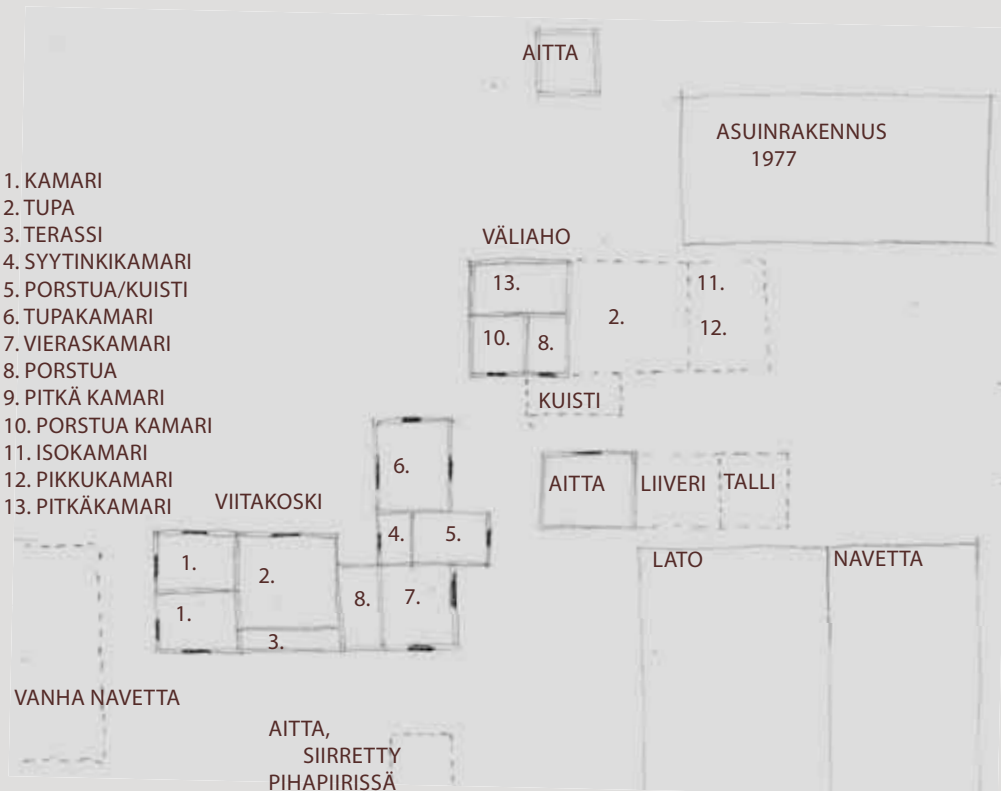 AITTA
ASUINRAKENNUS
1977
1. KAMARI
2. TUPA
3. TERASSI
4. SYYTINKIKAMARI
5. PORSTUA/KUISTI
6. TUPAKAMARI
7. VIERASKAMARI
8. PORSTUA
9. PITKÄ KAMARI
10. PORSTUA KAMARI
11. ISOKAMARI
12. PIKKUKAMARI
13. PITKÄKAMARI
VÄLIAHO
13.
11.
2.
12.
10.
8.
KUISTI
6.
AITTA
LIIVERI
TALLI
VIITAKOSKI
4.
5.
1.
2.
LATO
NAVETTA
8.
7.
1.
3.
VANHA NAVETTA
AITTA,
SIIRRETTY
PIHAPIIRISSÄ